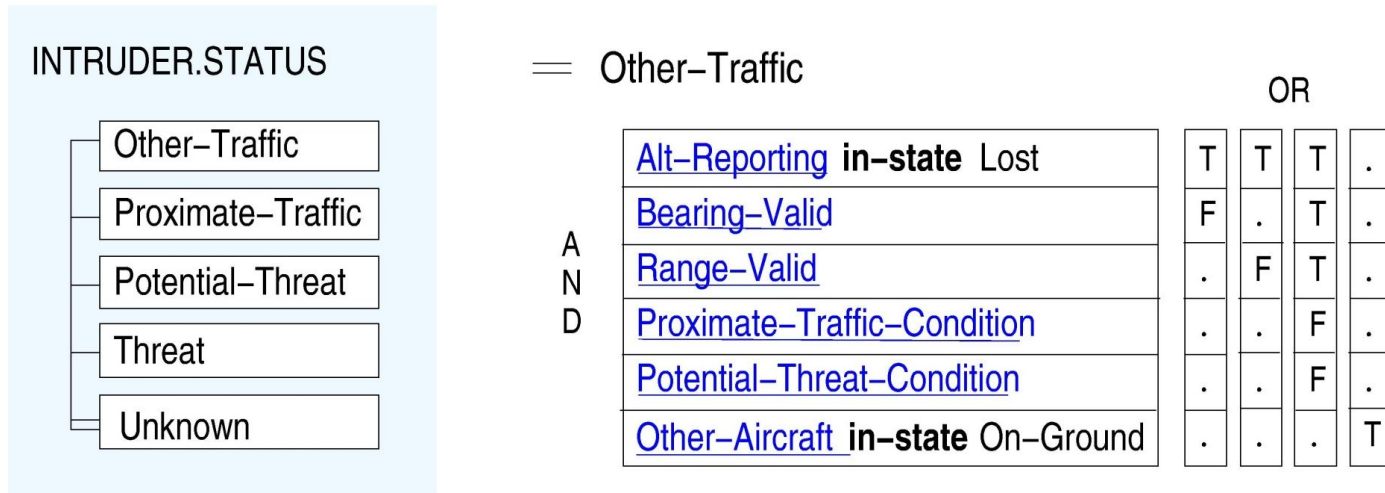 INTRUDER.STATUS
Other–Traffic
Proximate–Traffic
Potential–Threat
Threat
Unknown
= Other–Traffic
OR
AND
Alt–Reporting in–state Lost T T T .
Bearing–Valid F . T .
Range–Valid . F T .
Proximate–Traffic–Condition . . F .
Potential–Threat–Condition . . F .
Other–Aircraft in–state On–Ground . . . T